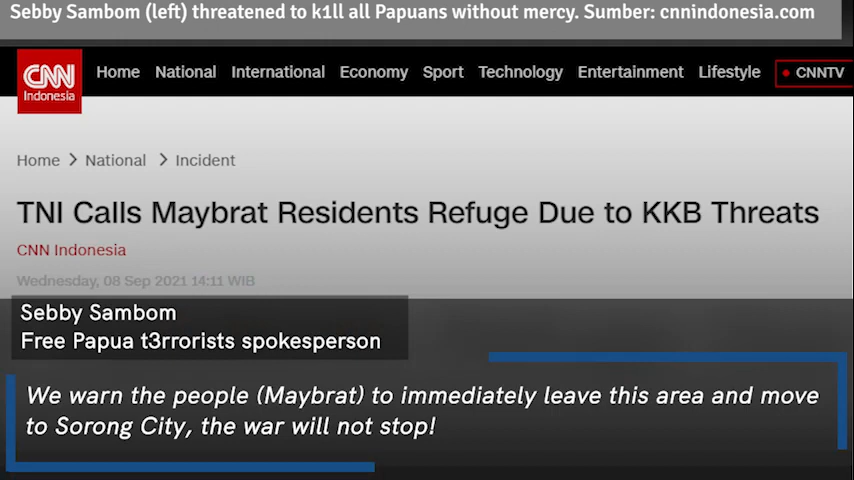 Sebby Sambom (left) threatened to k1ll all Papuans without mercy. Sumber: cnnindonesia.com
CNN
Indonesia
Home National International Economy Sport Technology Entertainment Lifestyle CNNTV
Home > National > Incident
TNI Calls Maybrat Residents Refuge Due to KKB Threats
CNN Indonesia
Wednesday, 08 Sep 2021 14:11 WIB
Sebby Sambom
Free Papua t3rrorists spokesperson
We warn the people (Maybrat) to immediately leave this area and move
to Sorong City, the war will not stop!